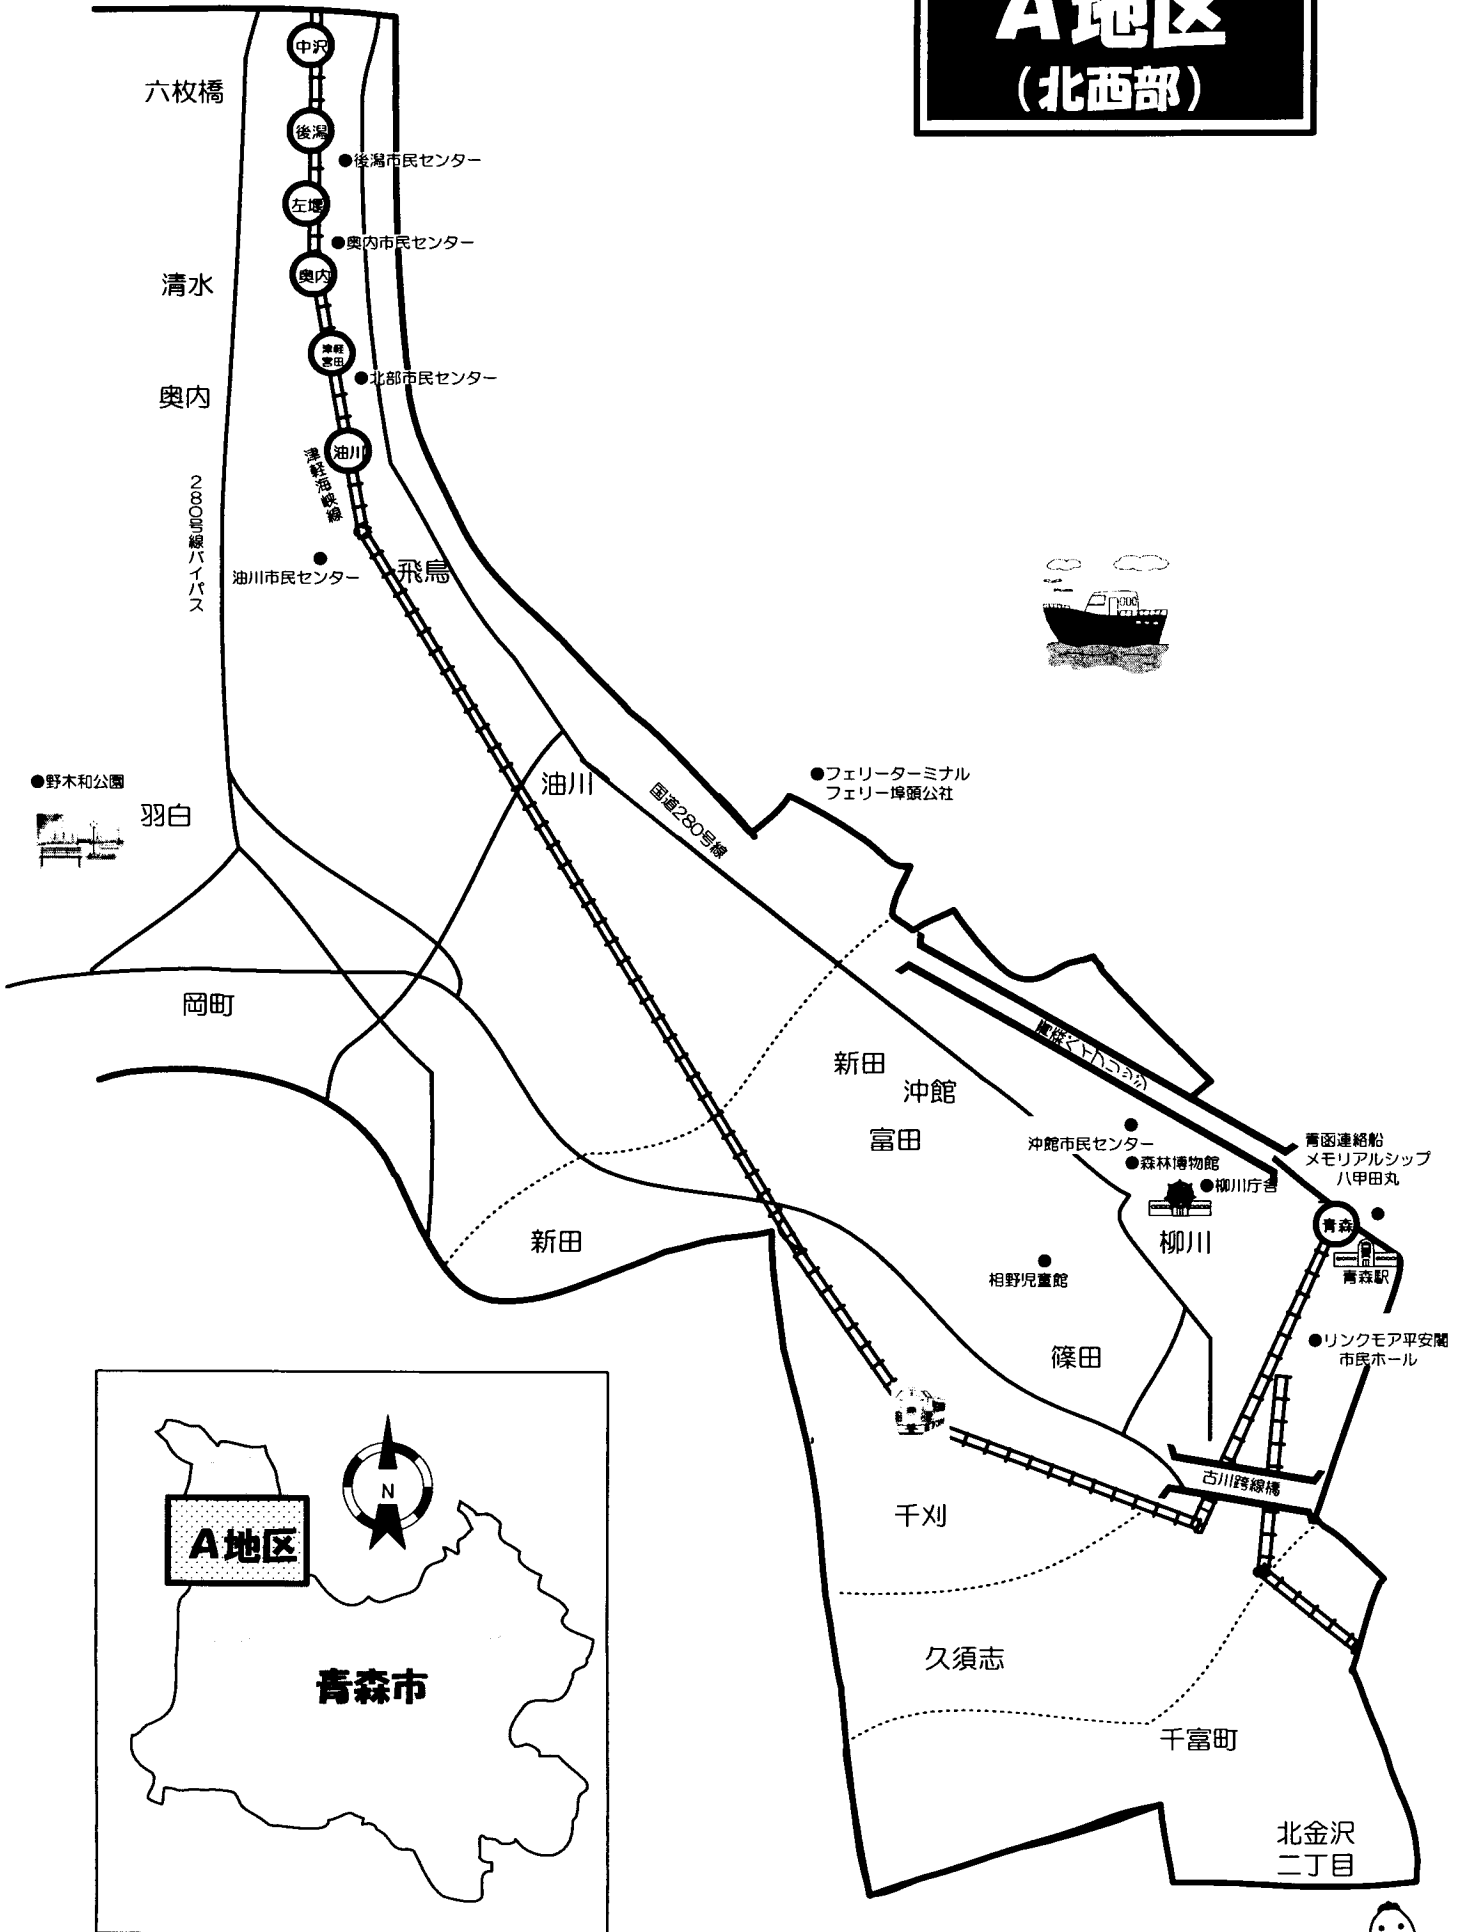 A地区
(北西部)
中沢
六枚橋
後潟
●後潟市民センター
左堰
●奥内市民センター
奥内
清水
津軽
宮田
●北部市民センター
奥内
油川
津軽海峡線
280号線バイパス
油川市民センター
飛鳥
●野木和公園
羽白
油川
国道280号線
●フェリーターミナル
フェリー埠頭公社
岡町
新田
沖館
富田
青森ベイブリッジ
沖館市民センター
●森林博物館
●柳川庁舎
青函連絡船
メモリアルシップ
八甲田丸
青森
青森駅
柳川
新田
相野児童館
●リンクモア平安閣
市民ホール
篠田
古川跨線橋
千刈
久須志
千富町
北金沢
二丁目
N
A地区
青森市